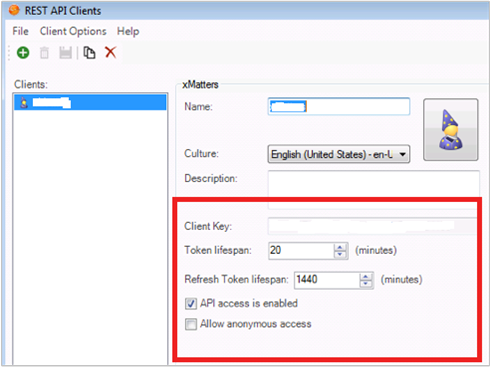 REST API Clients
File Client Options Help
Clients:
xMatters
Name:
Culture: English (United States) - en-U
Description:
Client Key:
Token lifespan: 20 (minutes)
Refresh Token lifespan: 1440 (minutes)
API access is enabled
Allow anonymous access